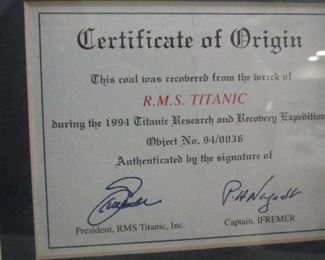 Certificate of Origin
This coal was recovered from the wreck of
R.M.S. TITANIC
during the 1994 Titanic Research and Recovery Expedition
Object No. 94/0036
Authenticated by the signature of
President, RMS Titanic, Inc.
Captain, IFREMER